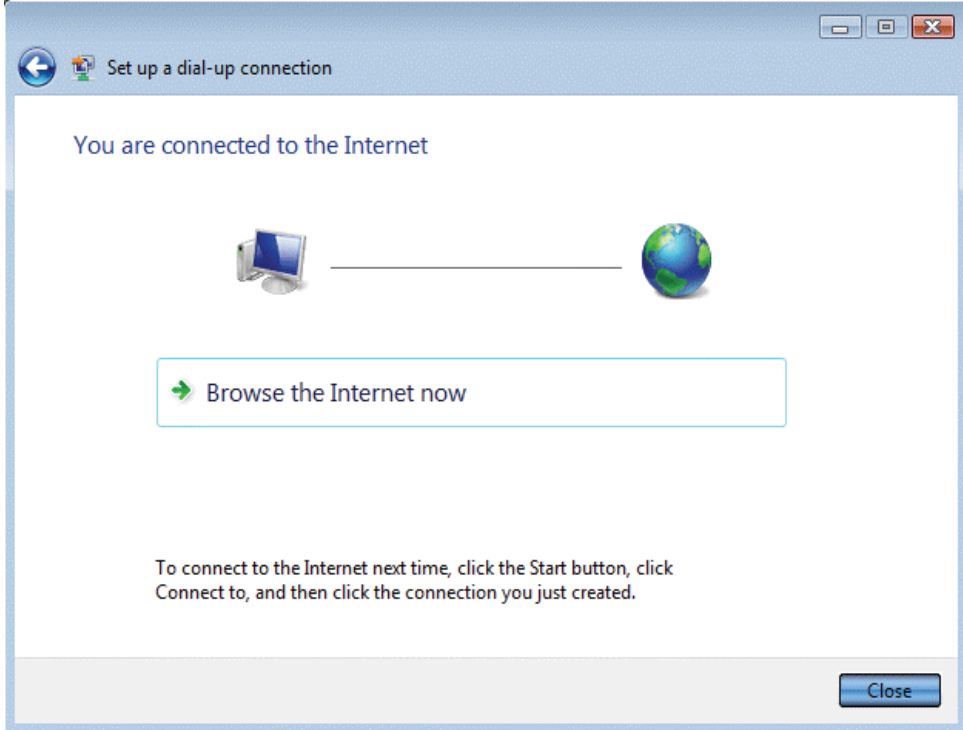 Set up a dial-up connection
You are connected to the Internet
Browse the Internet now
To connect to the Internet next time, click the Start button, click
Connect to, and then click the connection you just created.
Close